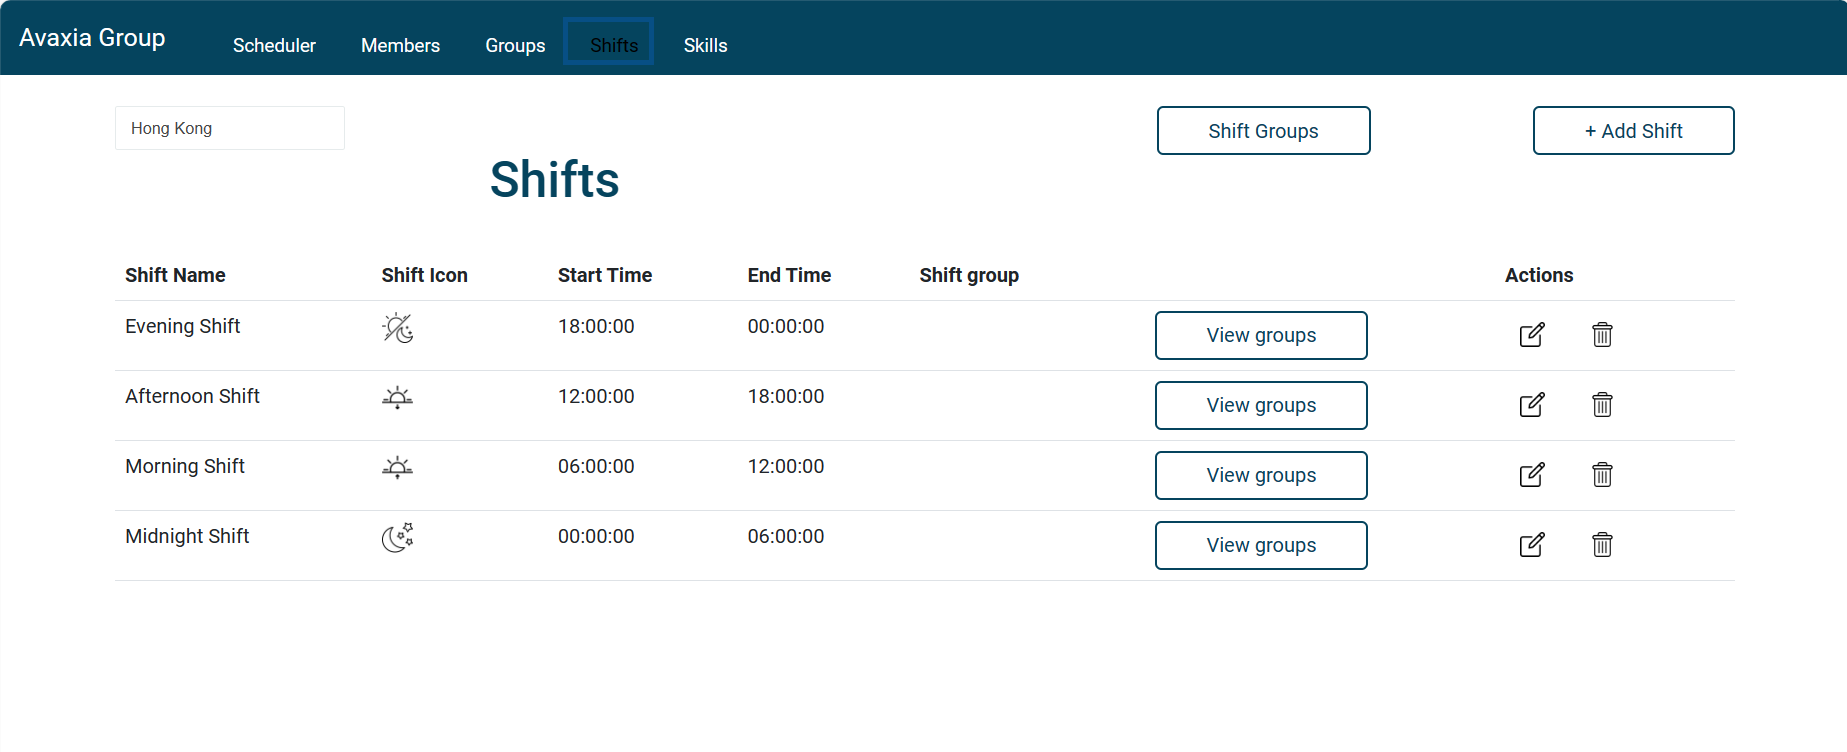 Avaxia Group
Scheduler Members Groups Shifts Skills
Hong Kong
Shift Groups
+ Add Shift
Shifts
Shift Name Shift Icon Start Time End Time Shift group Actions
Evening Shift 18:00:00 00:00:00 View groups
Afternoon Shift 12:00:00 18:00:00 View groups
Morning Shift 06:00:00 12:00:00 View groups
Midnight Shift 00:00:00 06:00:00 View groups